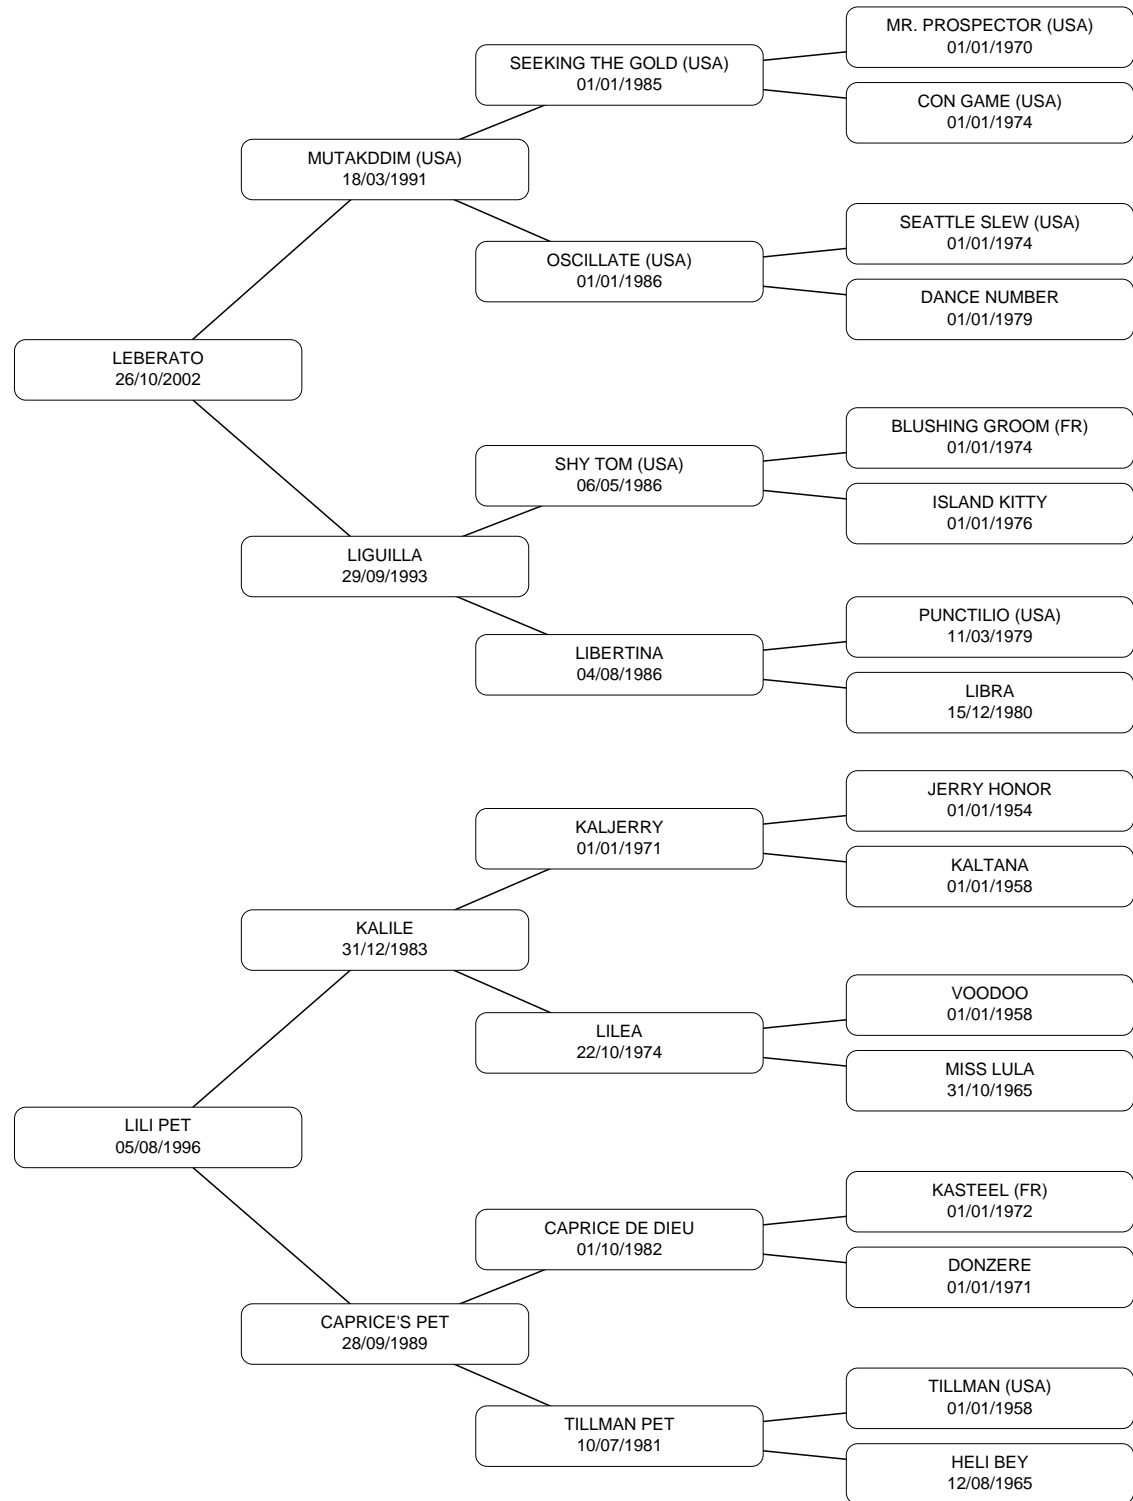 MR. PROSPECTOR (USA)
01/01/1970
SEEKING THE GOLD (USA)
01/01/1985
CON GAME (USA)
01/01/1974
MUTAKDDIM (USA)
18/03/1991
SEATTLE SLEW (USA)
01/01/1974
OSCILLATE (USA)
01/01/1986
DANCE NUMBER
01/01/1979
LEBERATO
26/10/2002
BLUSHING GROOM (FR)
01/01/1974
SHY TOM (USA)
06/05/1986
ISLAND KITTY
01/01/1976
LIGUILLA
29/09/1993
PUNCTILIO (USA)
11/03/1979
LIBERTINA
04/08/1986
LIBRA
15/12/1980
JERRY HONOR
01/01/1954
KALJERRY
01/01/1971
KALTANA
01/01/1958
KALILE
31/12/1983
VOODOO
01/01/1958
LILEA
22/10/1974
MISS LULA
31/10/1965
LILI PET
05/08/1996
KASTEEL (FR)
01/01/1972
CAPRICE DE DIEU
01/10/1982
DONZERE
01/01/1971
CAPRICE'S PET
28/09/1989
TILLMAN (USA)
01/01/1958
TILLMAN PET
10/07/1981
HELI BEY
12/08/1965